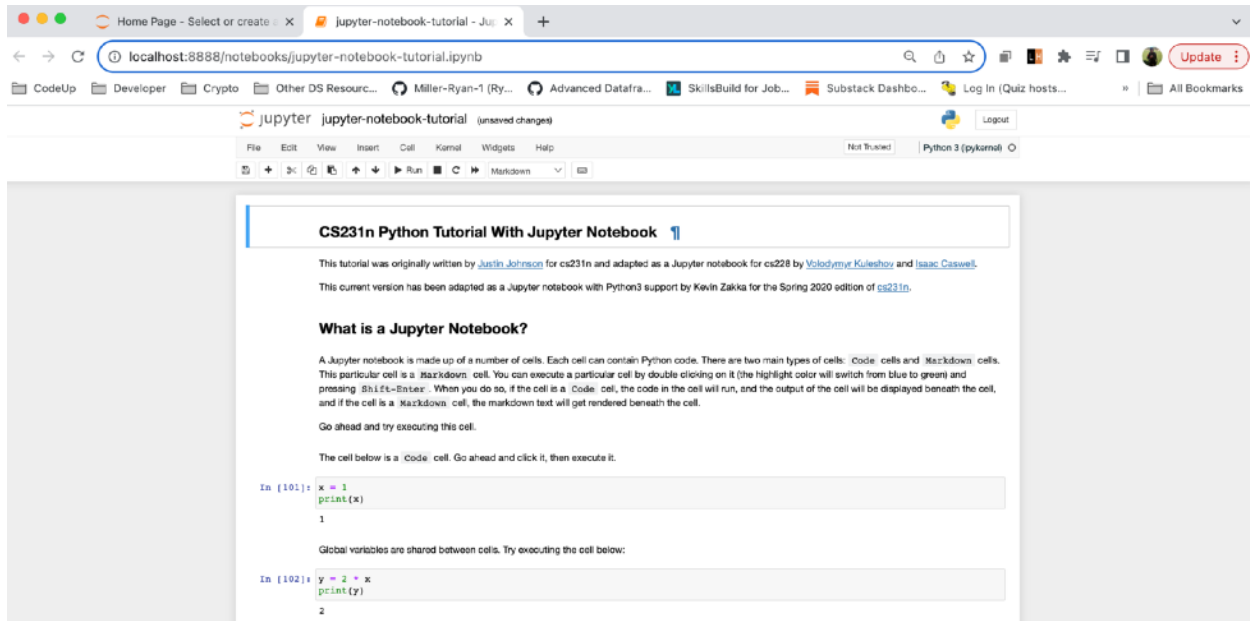 Home Page - Select or create
jupyter-notebook-tutorial - Jup
localhost:8888/notebooks/jupyter-notebook-tutorial.ipynb
Update
CodeUp Developer Crypto Other DS Resourc... Miller-Ryan-1 (Ry... Advanced Datafra... SkillsBuild for Job... Substack Dashbo... Log In (Quiz hosts... » All Bookmarks
jupyter jupyter-notebook-tutorial (unsaved changes) Logout
File Edit View Insert Cell Kernel Widgets Help Not Trusted Python 3 (ipykernel)
Run Markdown
CS231n Python Tutorial With Jupyter Notebook ¶
This tutorial was originally written by Justin Johnson for cs231n and adapted as a Jupyter notebook for cs228 by Volodymyr Kuleshov and Isaac Caswell.
This current version has been adapted as a Jupyter notebook with Python3 support by Kevin Zakka for the Spring 2020 edition of cs231n.
What is a Jupyter Notebook?
A Jupyter notebook is made up of a number of cells. Each cell can contain Python code. There are two main types of cells: Code cells and Markdown cells.
This particular cell is a Markdown cell. You can execute a particular cell by double clicking on it (the highlight color will switch from blue to green) and
pressing Shift-Enter . When you do so, if the cell is a Code cell, the code in the cell will run, and the output of the cell will be displayed beneath the cell,
and if the cell is a Markdown cell, the markdown text will get rendered beneath the cell.
Go ahead and try executing this cell.
The cell below is a Code cell. Go ahead and click it, then execute it.
In [101]: x = 1
print(x)
1
Global variables are shared between cells. Try executing the cell below:
In [102]: y = 2 * x
print(y)
2